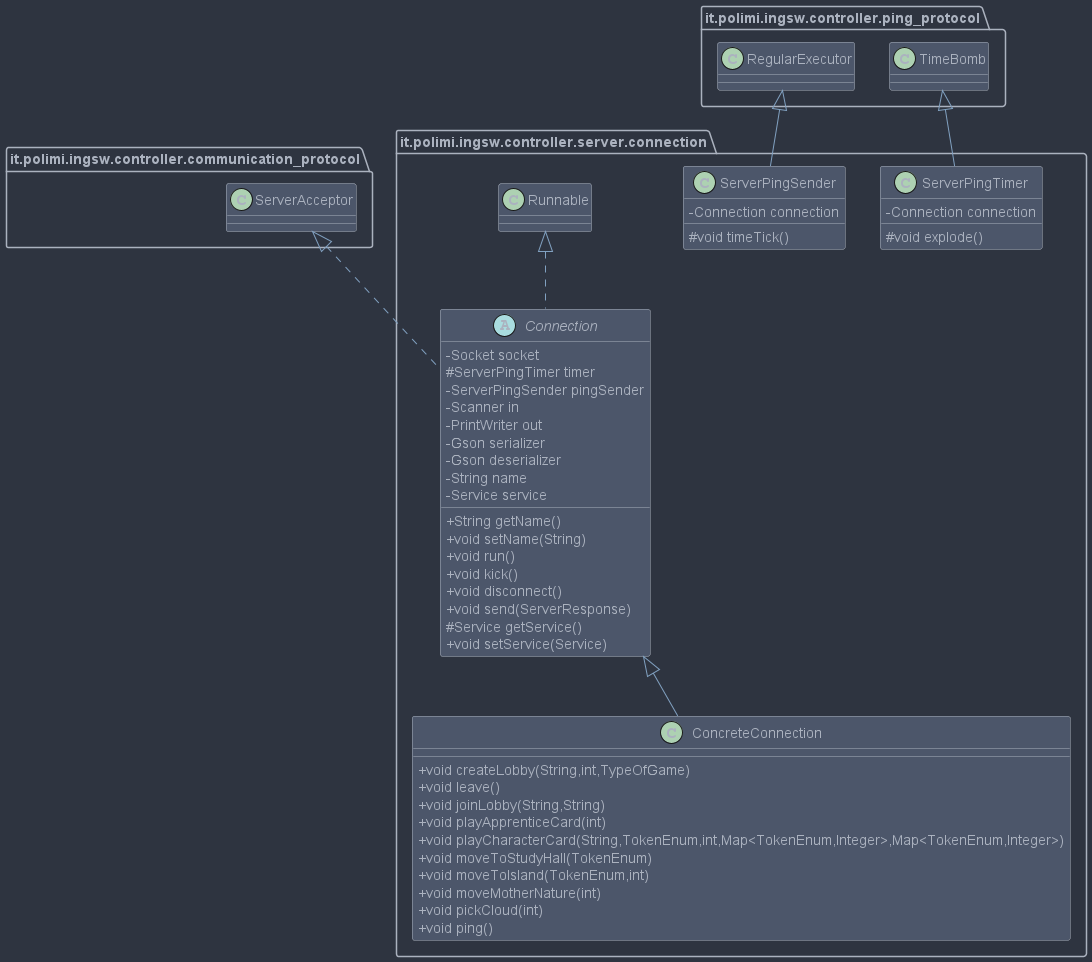 it.polimi.ingsw.controller.ping_protocol
C RegularExecutor
C TimeBomb
it.polimi.ingsw.controller.communication_protocol
C ServerAcceptor
it.polimi.ingsw.controller.server.connection
C Runnable
C ServerPingSender
-Connection connection
#void timeTick()
C ServerPingTimer
-Connection connection
#void explode()
A Connection
-Socket socket
#ServerPingTimer timer
-ServerPingSender pingSender
-Scanner in
-PrintWriter out
-Gson serializer
-Gson deserializer
-String name
-Service service
+String getName()
+void setName(String)
+void run()
+void kick()
+void disconnect()
+void send(ServerResponse)
#Service getService()
+void setService(Service)
C ConcreteConnection
+void createLobby(String,int,TypeOfGame)
+void leave()
+void joinLobby(String,String)
+void playApprenticeCard(int)
+void playCharacterCard(String,TokenEnum,int,Map<TokenEnum,Integer>,Map<TokenEnum,Integer>)
+void moveToStudyHall(TokenEnum)
+void moveToIsland(TokenEnum,int)
+void moveMotherNature(int)
+void pickCloud(int)
+void ping()